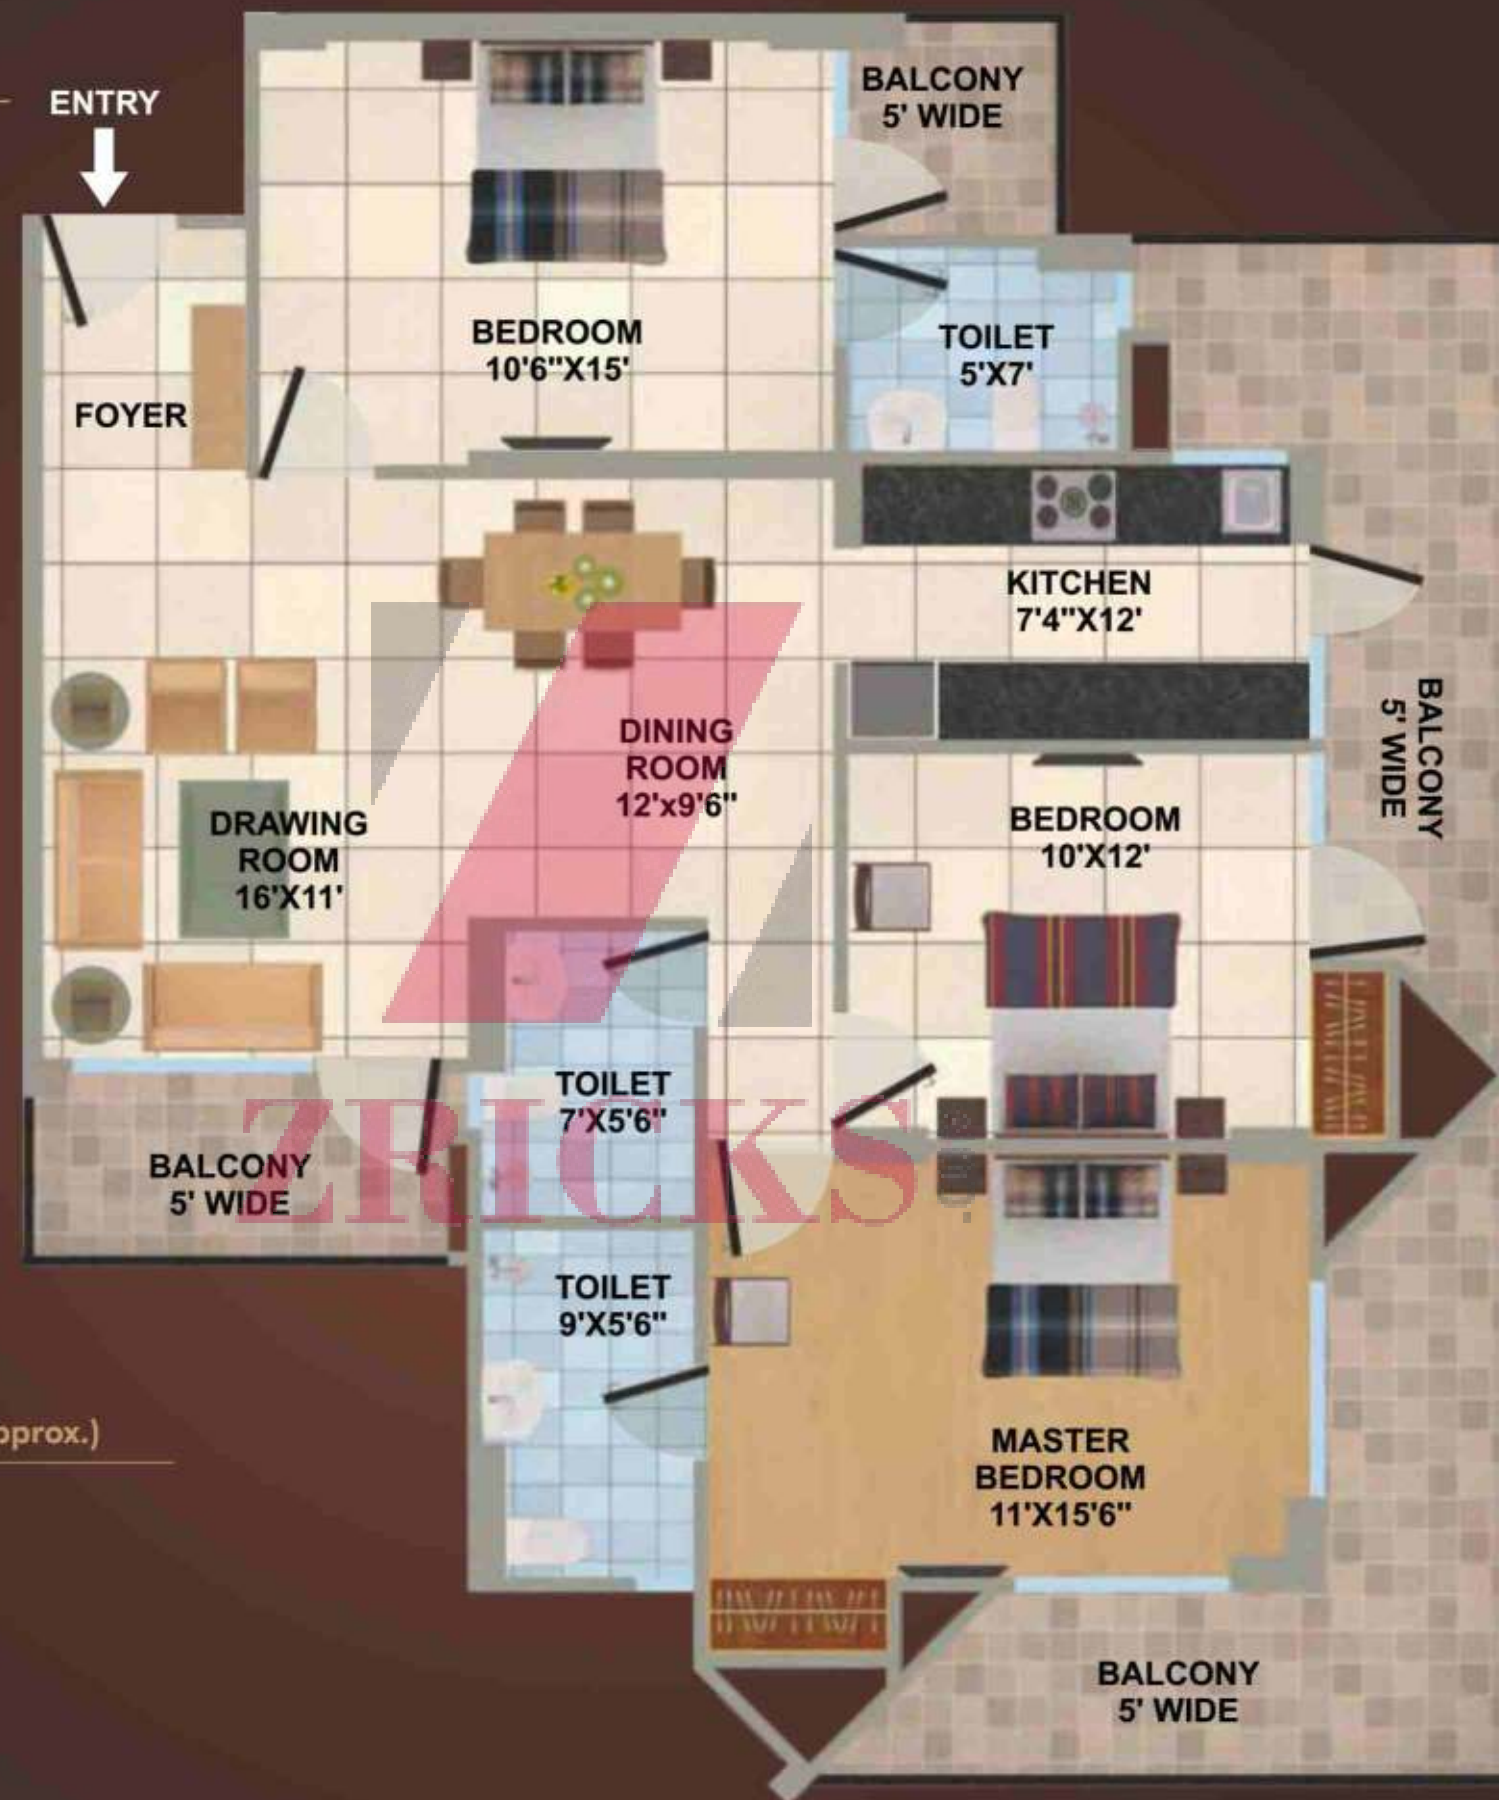 ENTRY
BALCONY
5' WIDE
BEDROOM
10'6"X15'
TOILET
5'X7'
FOYER
KITCHEN
7'4"X12'
DINING
ROOM
12'x9'6"
BALCONY
5' WIDE
DRAWING
ROOM
16'X11'
BEDROOM
10'X12'
TOILET
7'X5'6"
ZRICKS
BALCONY
5' WIDE
TOILET
9'X5'6"
pprox.)
MASTER
BEDROOM
11'X15'6"
BALCONY
5' WIDE